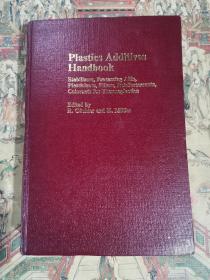 Plastics Additives
Handbook
Stabilizers, Processing Aids,
Plasticizers, Fillers, Reinforcements,
Colorants for Thermoplastics
Edited by
R. Gächter and H. Müller